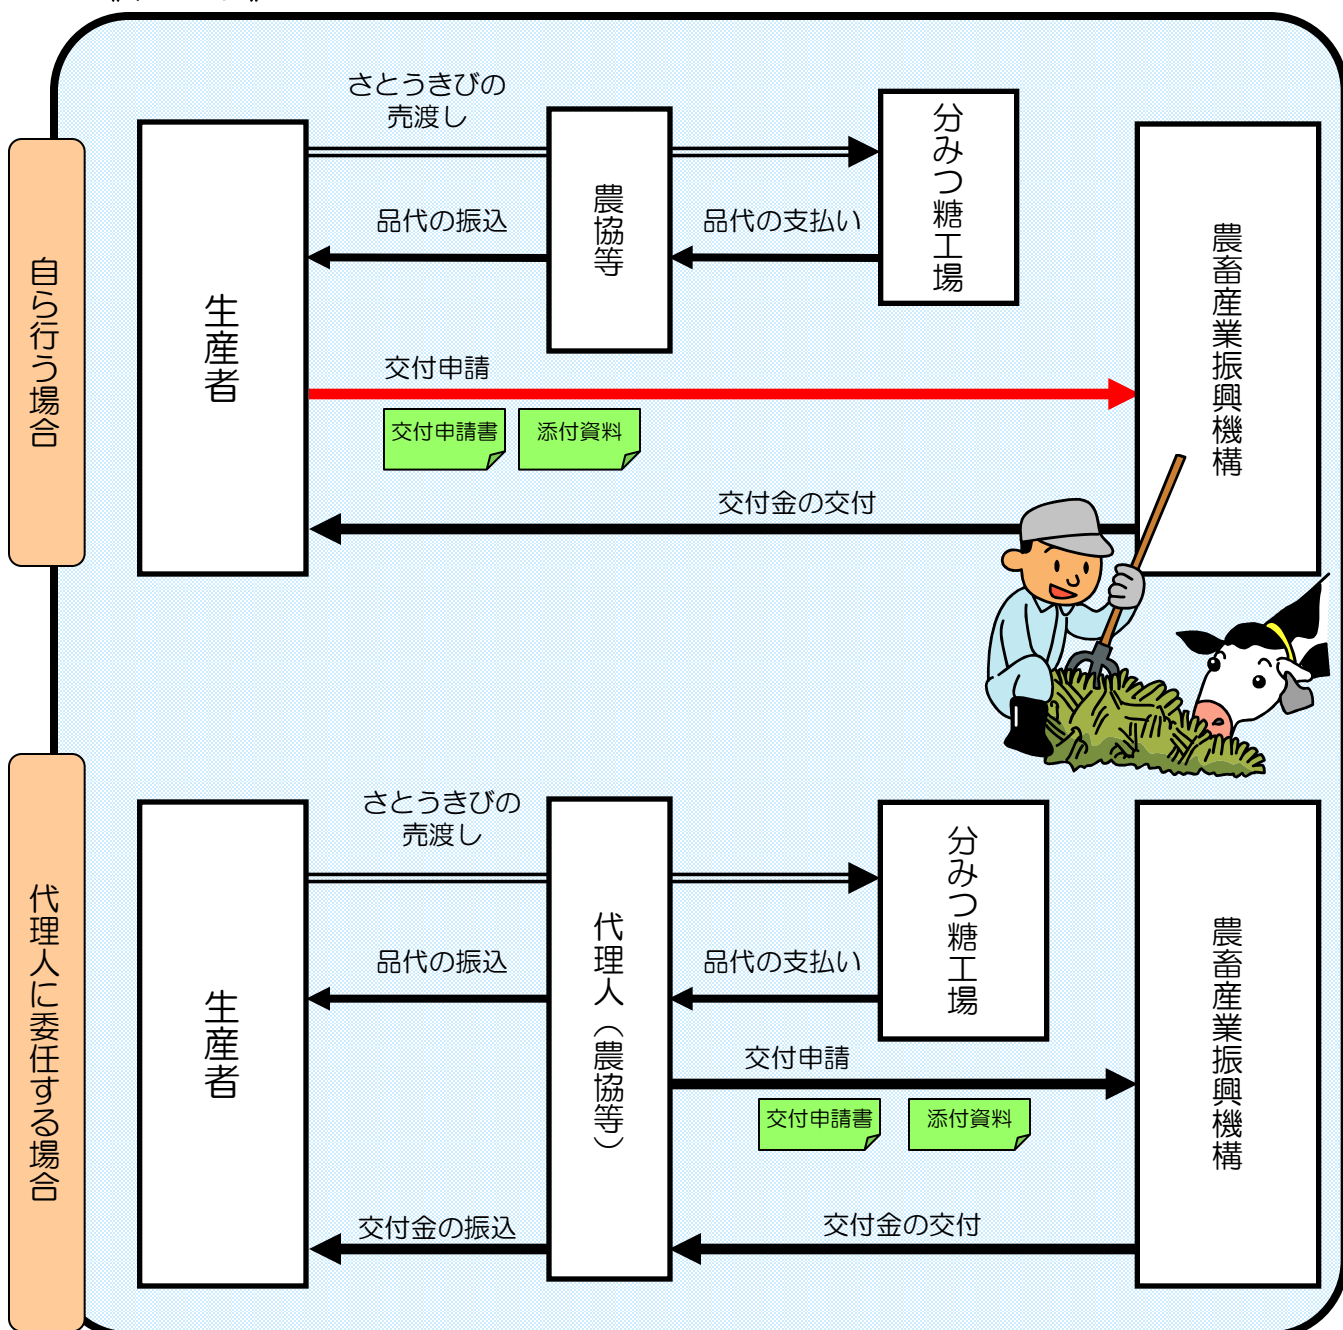 自ら行う場合
さとうきびの
売渡し
生産者
農協等
分みつ糖工場
農畜産業振興機構
品代の振込
品代の支払い
交付申請
交付申請書
添付資料
交付金の交付
代理人に委任する場合
さとうきびの
売渡し
生産者
代理人（農協等）
分みつ糖工場
農畜産業振興機構
品代の振込
品代の支払い
交付申請
交付申請書
添付資料
交付金の振込
交付金の交付